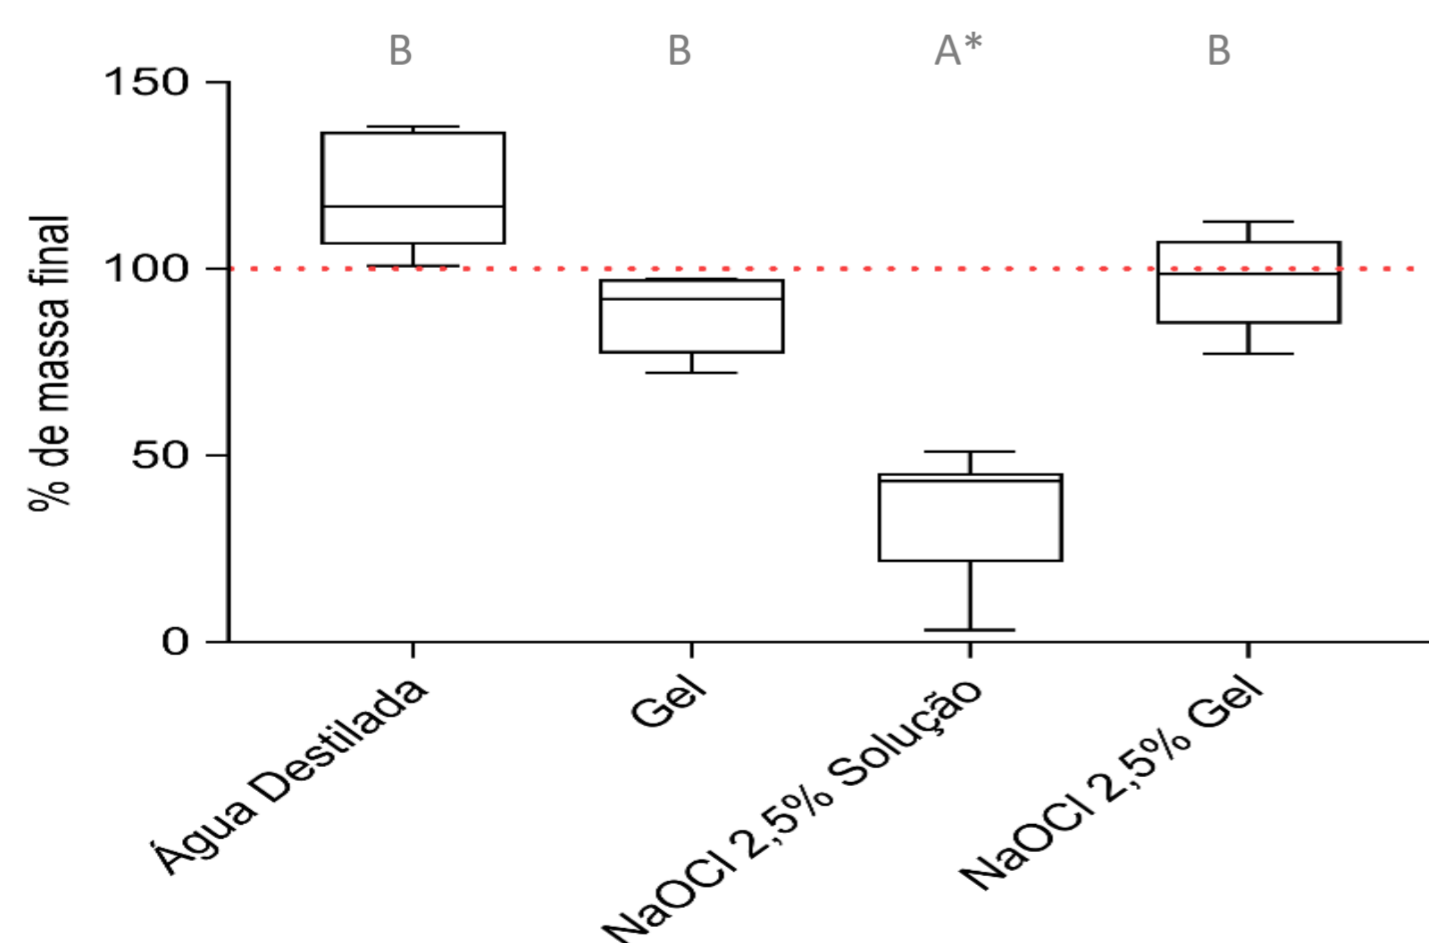 B B A* B
150
100
50
0
% de massa final
Água Destilada
Gel
NaOCl 2,5% Solução
NaOCl 2,5% Gel